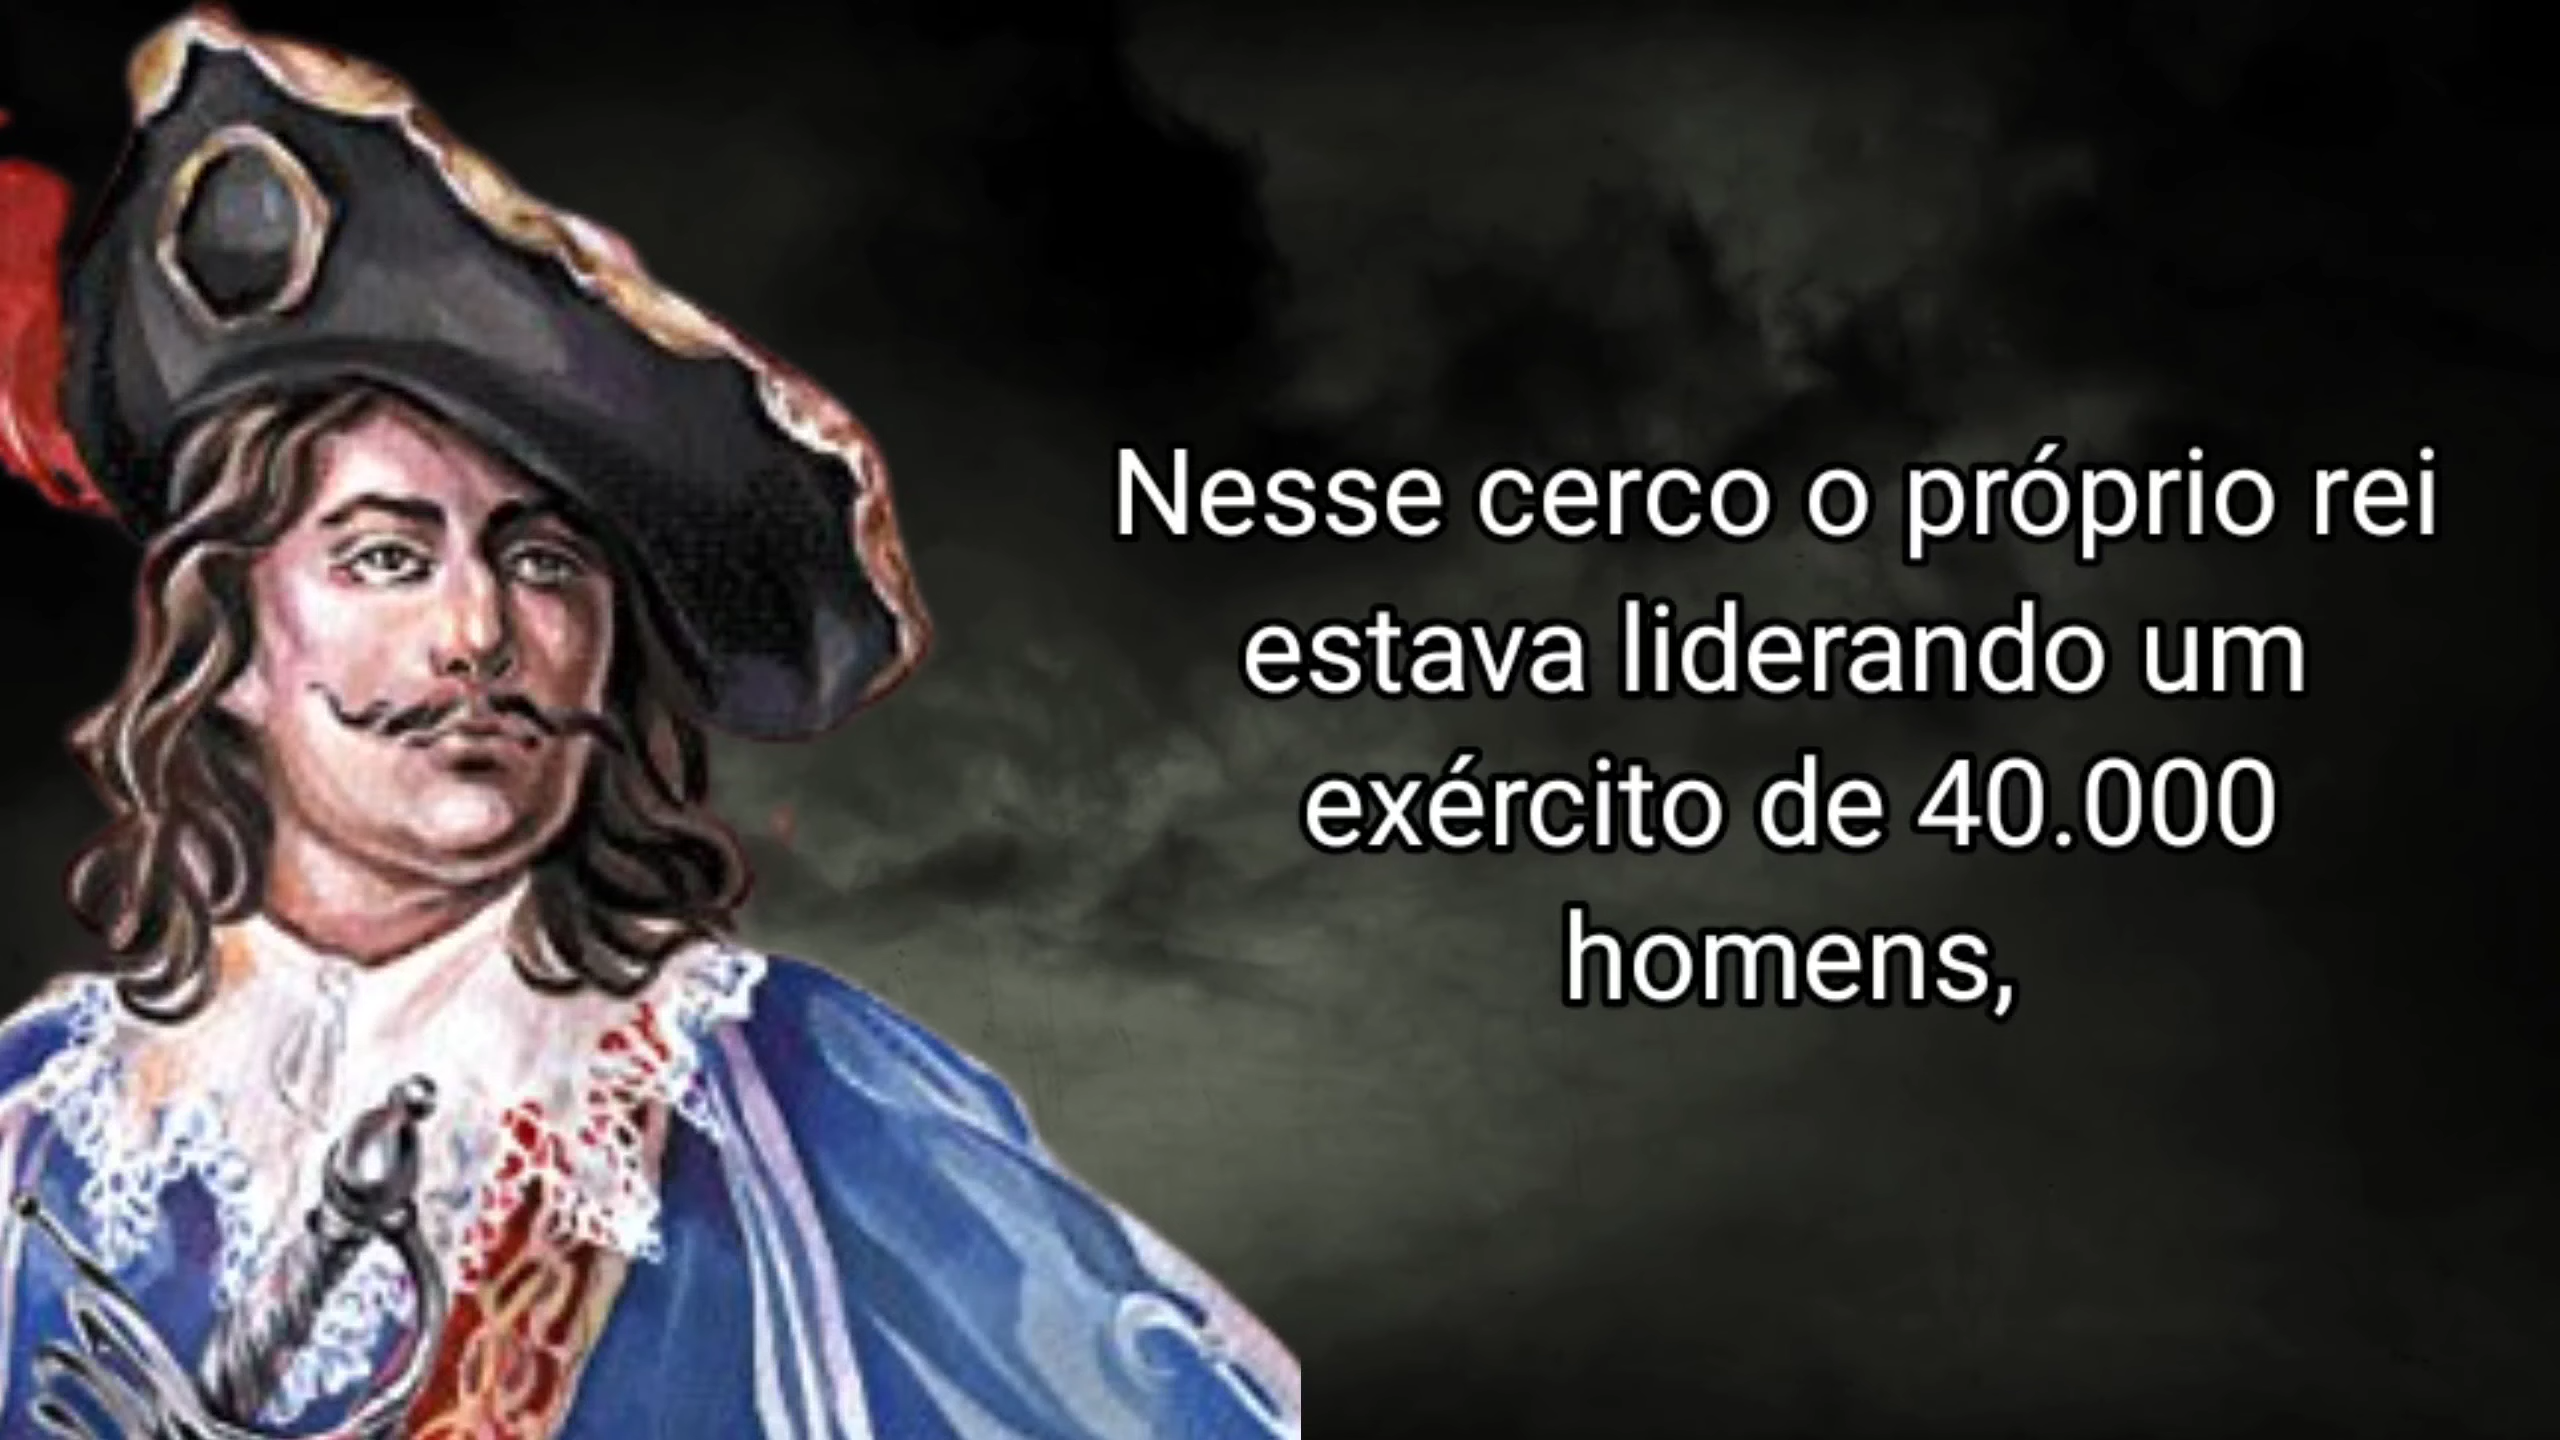 Nesse cerco o próprio rei
estava liderando um
exército de 40.000
homens,